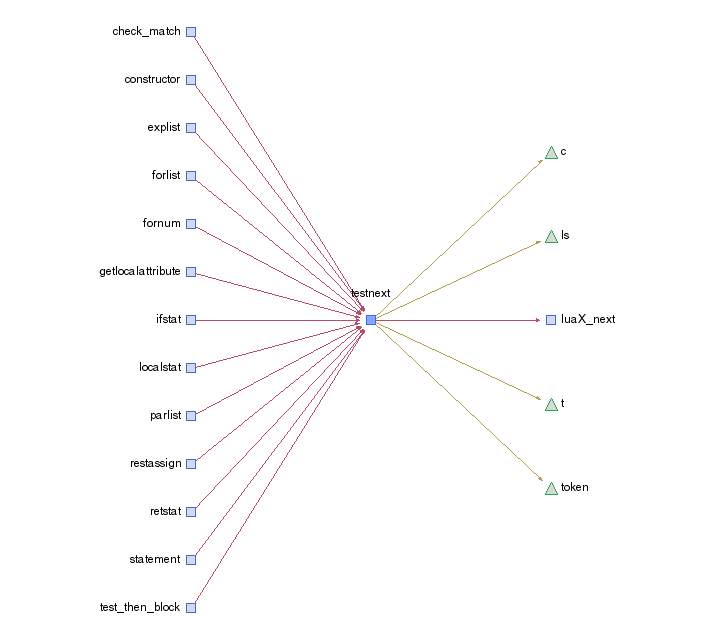 check_match
constructor
explist
forlist
fornum
getlocalattribute
ifstat
localstat
parlist
restassign
retstat
statement
test_then_block
testnext
c
ls
luaX_next
t
token